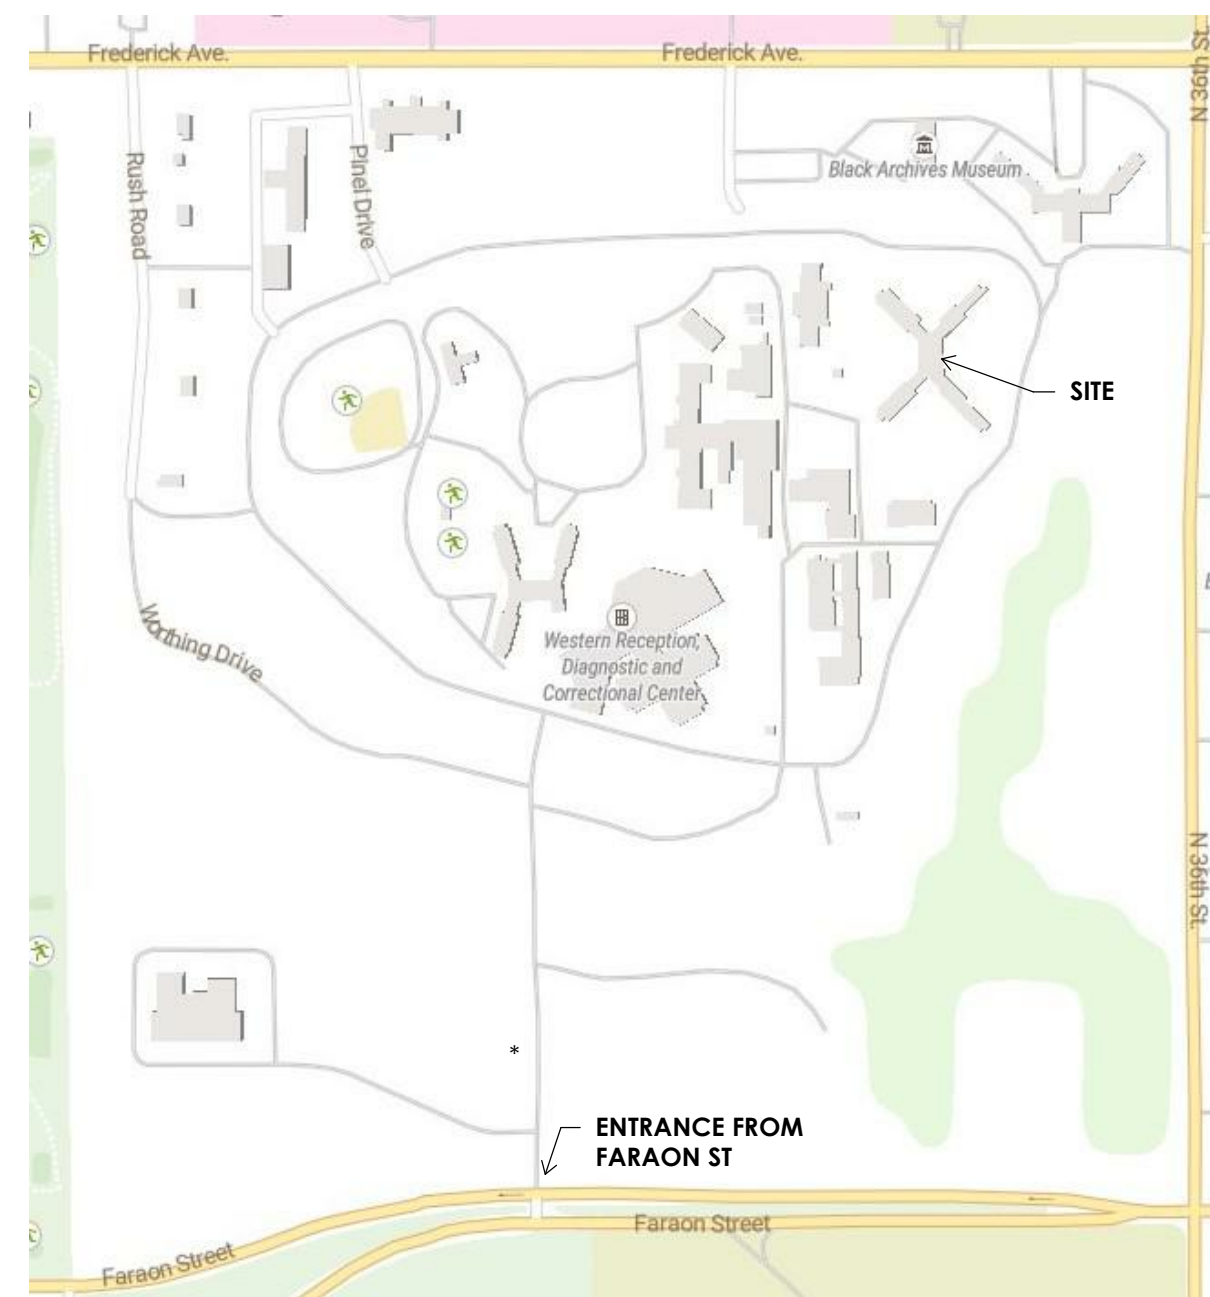 Frederick Ave.
Frederick Ave.
N 36th St.
Rush Road
Pinel Drive
Black Archives Museum
SITE
Western Reception,
Diagnostic and
Correctional Center
Worthing Drive
N 36th St.
*
ENTRANCE FROM
FARAON ST
Faraon Street
Faraon Street